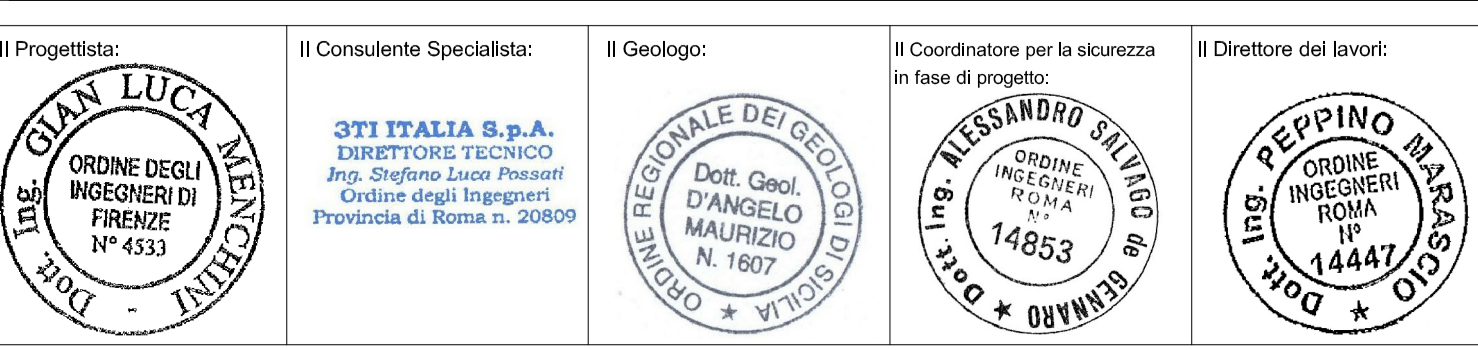 Il Progettista:
Dott. Ing. GIAN LUCA MENCHINI -
ORDINE DEGLI
INGEGNERI DI
FIRENZE
N° 4533
Il Consulente Specialista:
3TI ITALIA S.p.A.
DIRETTORE TECNICO
Ing. Stefano Luca Possati
Ordine degli Ingegneri
Provincia di Roma n. 20809
Il Geologo:
ORDINE REGIONALE DEI GEOLOGI DI SICILIA ★
Dott. Geol.
D'ANGELO
MAURIZIO
N. 1607
Il Coordinatore per la sicurezza
in fase di progetto:
Dott. Ing. ALESSANDRO SALVAGO de GENNARO ★
ORDINE
INGEGNERI
ROMA
N°
14853
Il Direttore dei lavori:
Dott. Ing. PEPPINO MARASCIO ★
ORDINE
INGEGNERI
ROMA
N°
14447